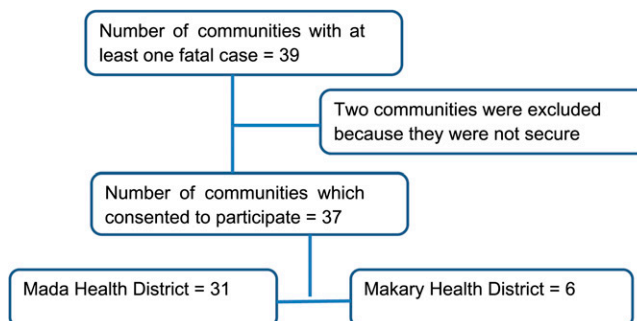 Number of communities with at
least one fatal case = 39
Two communities were excluded
because they were not secure
Number of communities which
consented to participate = 37
Mada Health District = 31
Makary Health District = 6